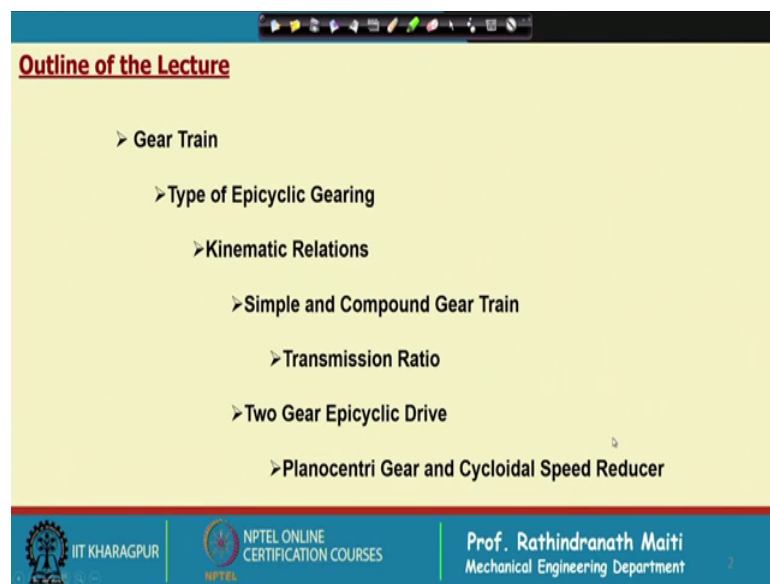 Outline of the Lecture
➢ Gear Train
➢Type of Epicyclic Gearing
➢Kinematic Relations
➢Simple and Compound Gear Train
➢Transmission Ratio
➢Two Gear Epicyclic Drive
➢Planocentri Gear and Cycloidal Speed Reducer
IIT KHARAGPUR
NPTEL
NPTEL ONLINE
CERTIFICATION COURSES
Prof. Rathindranath Maiti
Mechanical Engineering Department
2